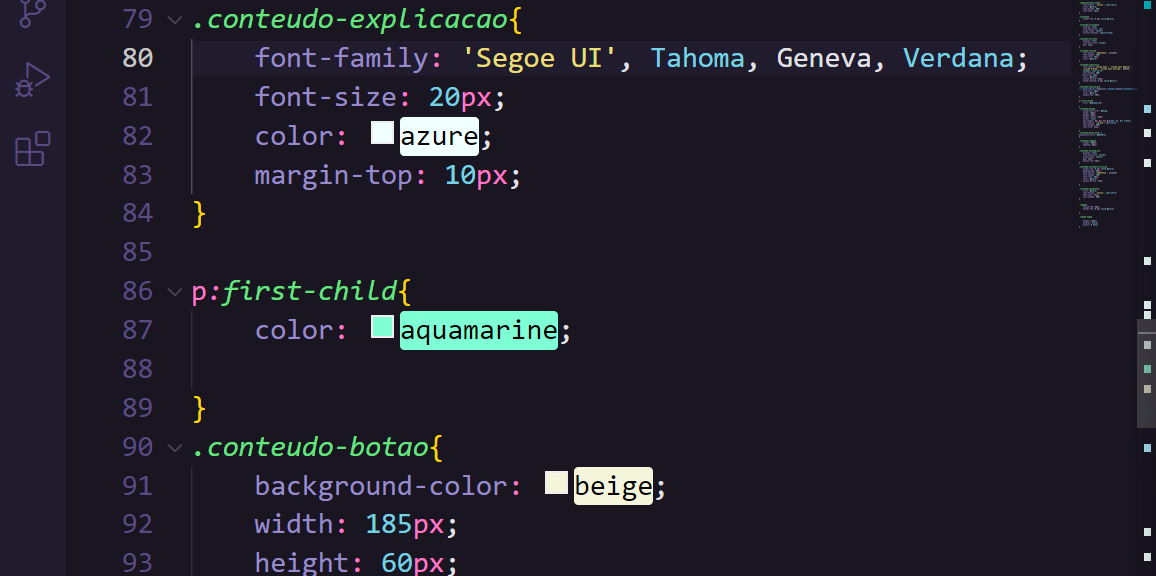 79 .conteudo-explicacao{
80 font-family: 'Segoe UI', Tahoma, Geneva, Verdana;
81 font-size: 20px;
82 color: azure;
83 margin-top: 10px;
84 }
85
86 p:first-child{
87 color: aquamarine;
88
89 }
90 .conteudo-botao{
91 background-color: beige;
92 width: 185px;
93 height: 60px;